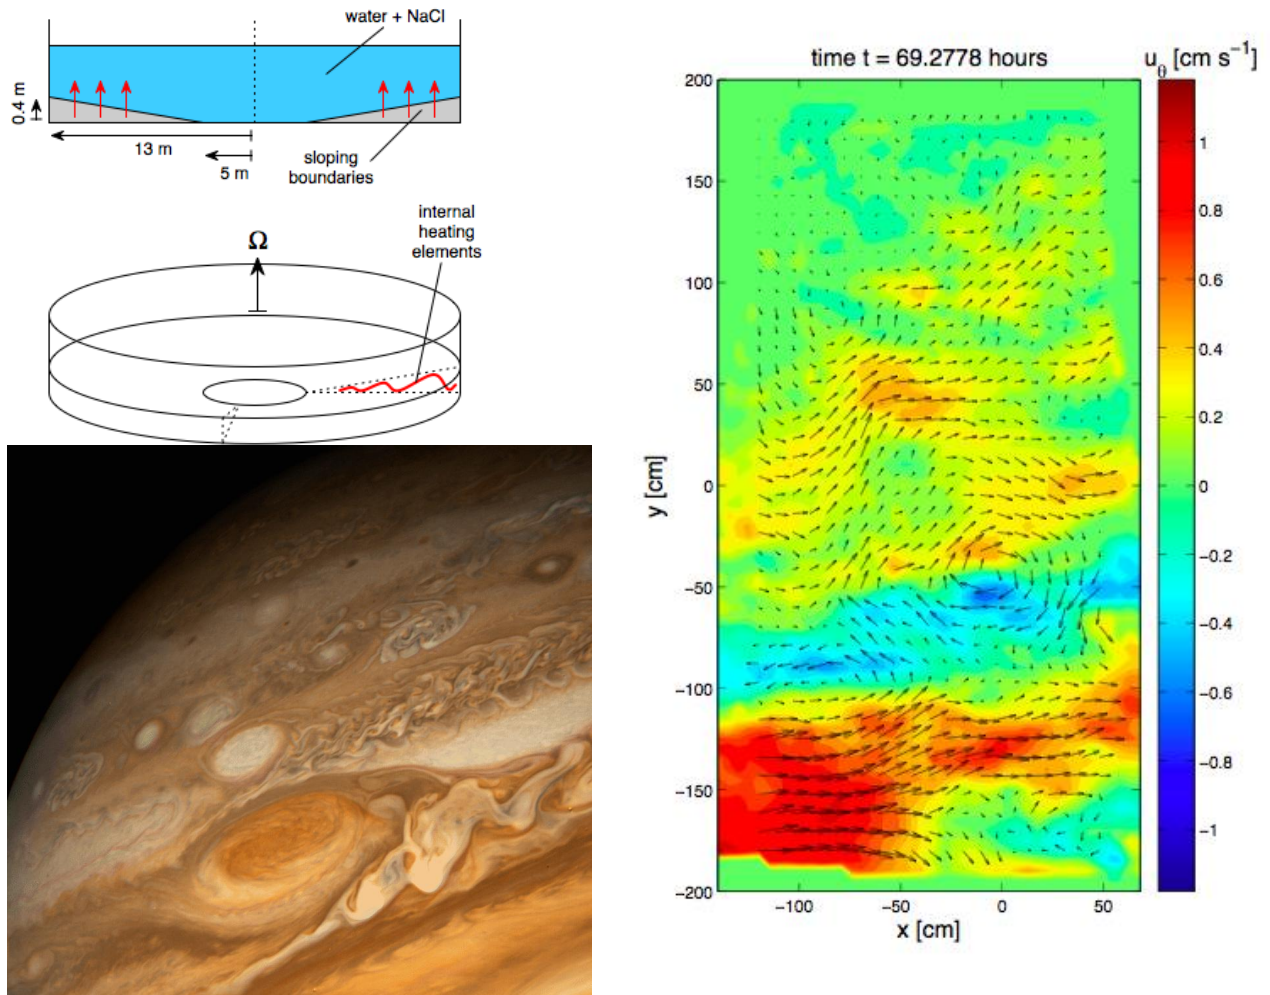 water + NaCl
0.4 m
13 m
5 m
sloping
boundaries
internal
heating
elements
Ω
time t = 69.2778 hours
u_θ [cm s⁻¹]
200
150
100
50
0
−50
−100
−150
−200
y [cm]
−100
−50
0
50
x [cm]
1
0.8
0.6
0.4
0.2
0
−0.2
−0.4
−0.6
−0.8
−1